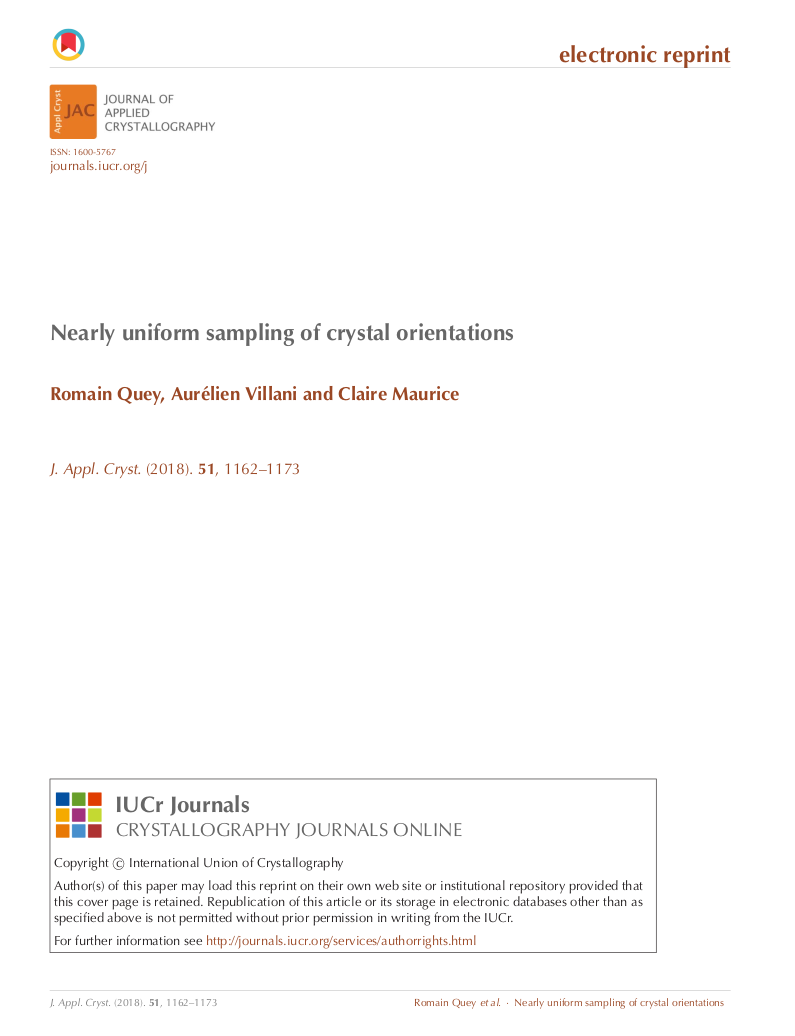 electronic reprint
Appl Cryst
JAC
JOURNAL OF
APPLIED
CRYSTALLOGRAPHY
ISSN: 1600-5767
journals.iucr.org/j
Nearly uniform sampling of crystal orientations
Romain Quey, Aurélien Villani and Claire Maurice
J. Appl. Cryst. (2018). 51, 1162–1173
IUCr Journals
CRYSTALLOGRAPHY JOURNALS ONLINE
Copyright © International Union of Crystallography
Author(s) of this paper may load this reprint on their own web site or institutional repository provided that
this cover page is retained. Republication of this article or its storage in electronic databases other than as
specified above is not permitted without prior permission in writing from the IUCr.
For further information see http://journals.iucr.org/services/authorrights.html
J. Appl. Cryst. (2018). 51, 1162–1173
Romain Quey et al. · Nearly uniform sampling of crystal orientations